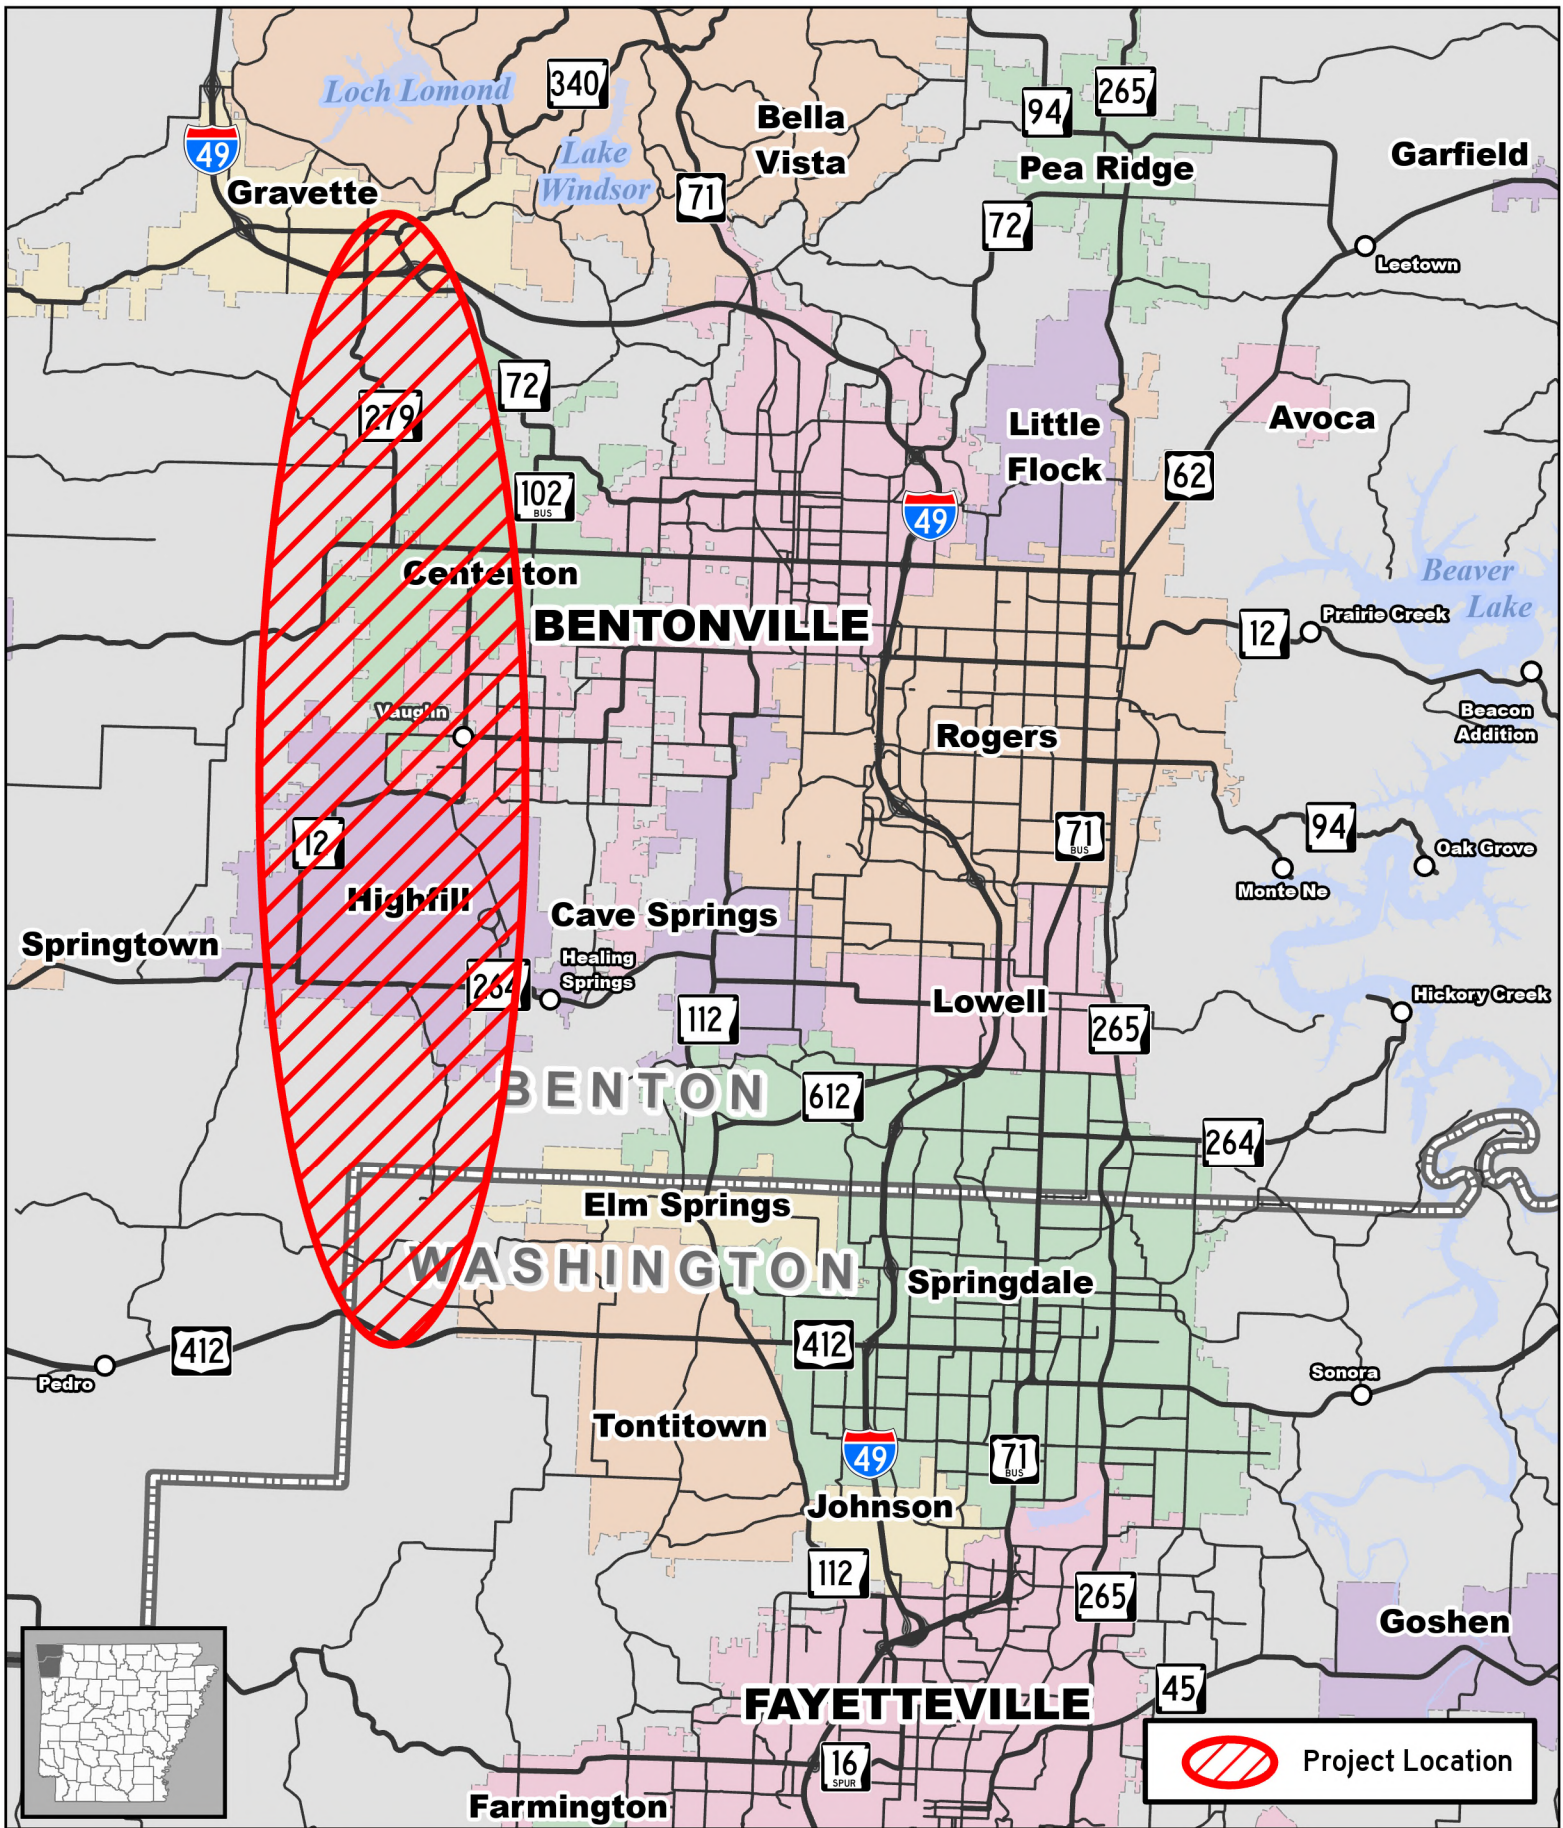 Loch Lomond
340
94
265
Bella
Vista
49
Lake
Windsor
Garfield
Pea Ridge
Gravette
71
72
Leetown
72
279
Little
Flock
Avoca
62
102
BUS
49
Centerton
Beaver
Lake
BENTONVILLE
12
Prairie Creek
Vaughn
Rogers
Beacon
Addition
12
71
BUS
94
Oak Grove
Monte Ne
Highfill
Cave Springs
Springtown
264
Healing
Springs
Lowell
Hickory Creek
112
265
BENTON
612
264
Elm Springs
WASHINGTON
Springdale
412
412
Pedro
Sonora
Tontitown
49
71
BUS
Johnson
112
265
Goshen
45
FAYETTEVILLE
16
SPUR
Project Location
Farmington